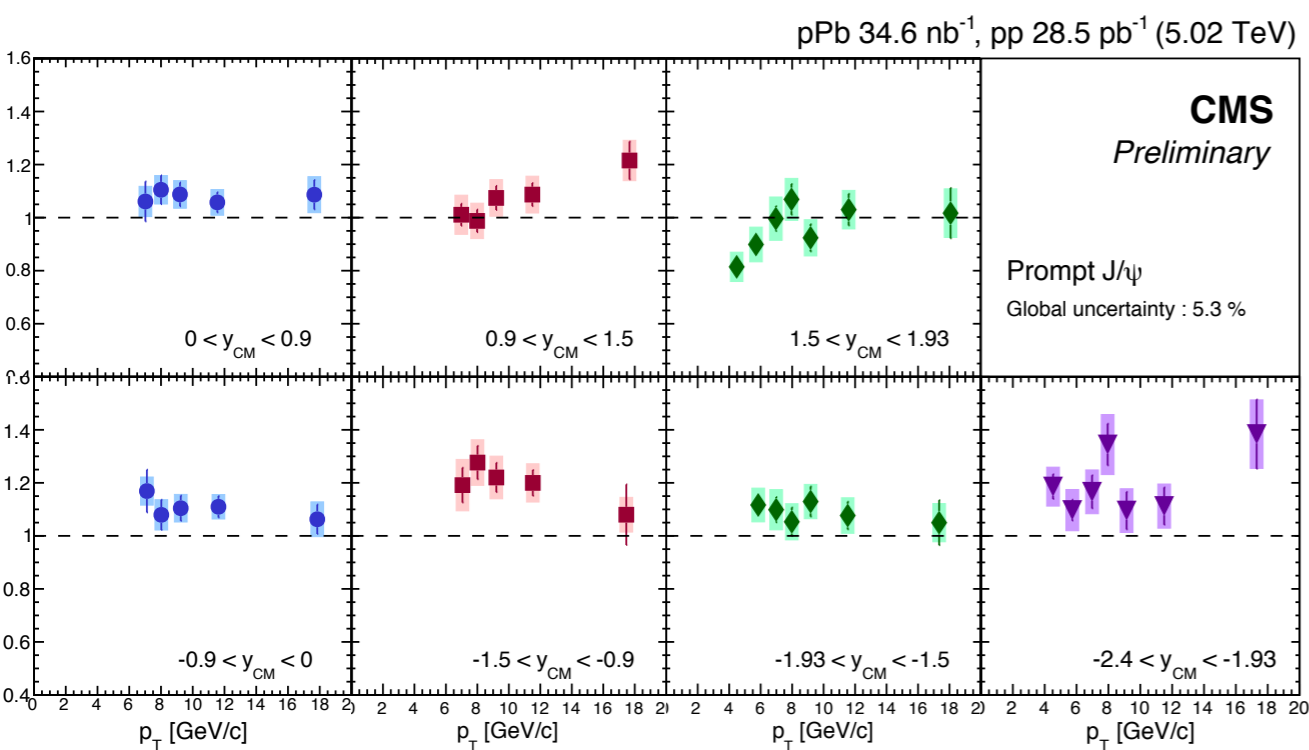 pPb 34.6 nb⁻¹, pp 28.5 pb⁻¹ (5.02 TeV)
1.6
1.4
1.2
1
0.8
0.6
0 < y_CM < 0.9
0.9 < y_CM < 1.5
1.5 < y_CM < 1.93
CMS
Preliminary
Prompt J/ψ
Global uncertainty : 5.3 %
1.4
1.2
1
0.8
0.6
0.4
-0.9 < y_CM < 0
-1.5 < y_CM < -0.9
-1.93 < y_CM < -1.5
-2.4 < y_CM < -1.93
0 2 4 6 8 10 12 14 16 18 2 2 4 6 8 10 12 14 16 18 2 2 4 6 8 10 12 14 16 18 2 2 4 6 8 10 12 14 16 18 20
p_T [GeV/c] p_T [GeV/c] p_T [GeV/c] p_T [GeV/c]